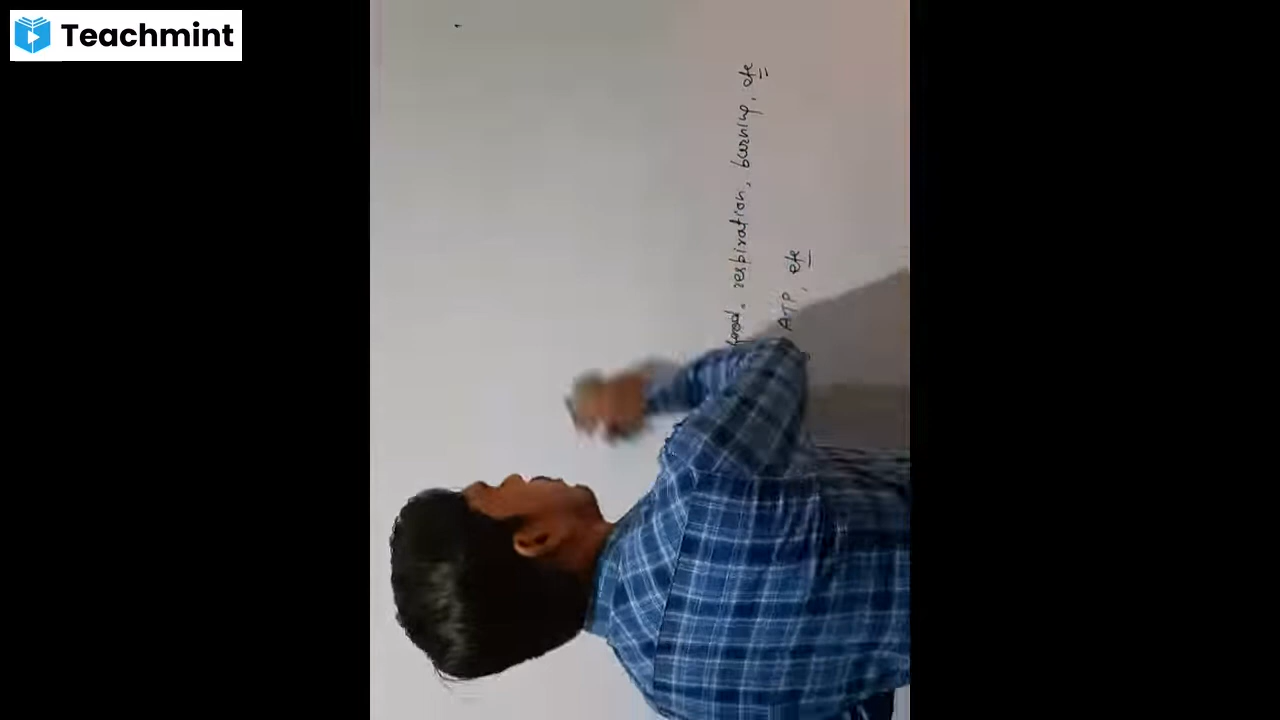 Teachmint
food, respiration, burning, etc
ATP, etc